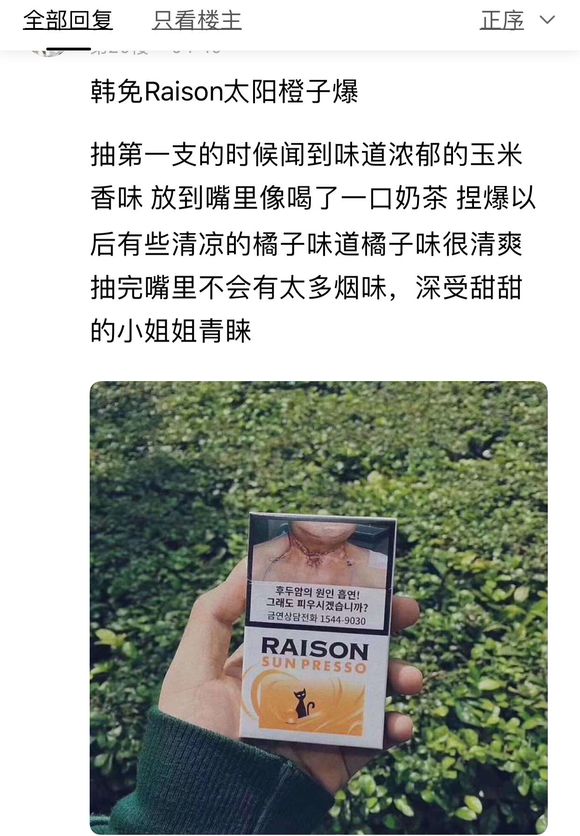 全部回复 只看楼主 正序
韩免Raison太阳橙子爆
抽第一支的时候闻到味道浓郁的玉米
香味 放到嘴里像喝了一口奶茶 捏爆以
后有些清凉的橘子味道橘子味很清爽
抽完嘴里不会有太多烟味，深受甜甜
的小姐姐青睐
후두암의 원인 흡연!
그래도 피우시겠습니까?
금연상담전화 1544-9030
RAISON
SUN PRESSO